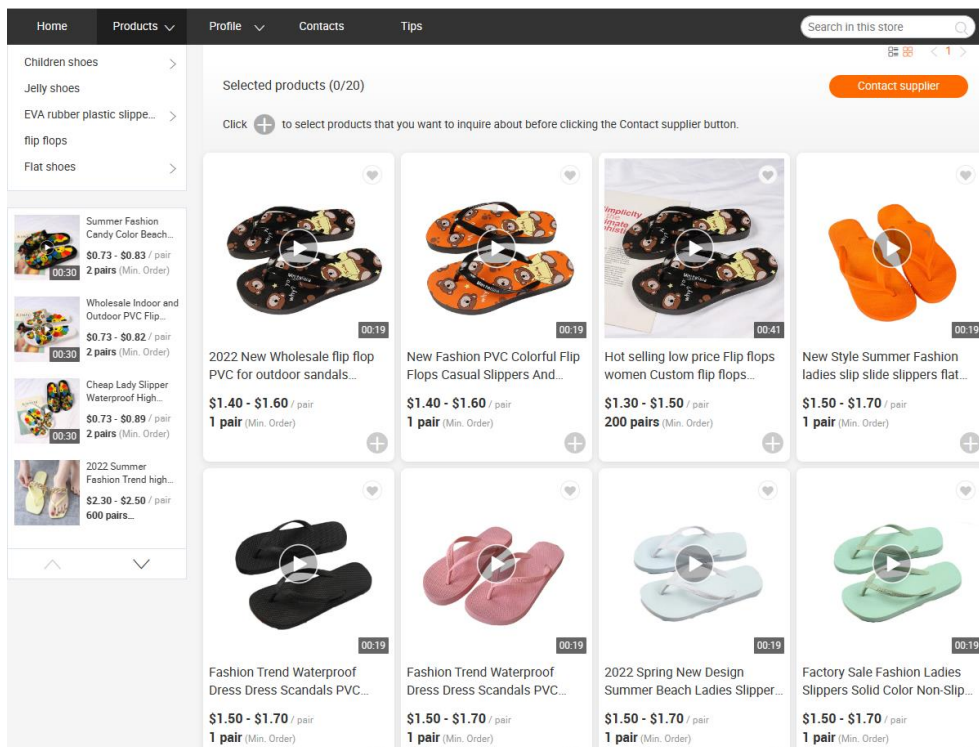 Home
Products
Profile
Contacts
Tips
Search in this store
Children shoes
Jelly shoes
EVA rubber plastic slippe...
flip flops
Flat shoes
1
Selected products (0/20)
Contact supplier
Click + to select products that you want to inquire about before clicking the Contact supplier button.
Summer Fashion
Candy Color Beach...
$0.73 - $0.83 / pair
2 pairs (Min. Order)
00:30
Wholesale Indoor and
Outdoor PVC Flip...
$0.73 - $0.82 / pair
2 pairs (Min. Order)
00:30
Cheap Lady Slipper
Waterproof High...
$0.73 - $0.89 / pair
2 pairs (Min. Order)
00:30
2022 Summer
Fashion Trend high...
$2.30 - $2.50 / pair
600 pairs...
00:19
2022 New Wholesale flip flop
PVC for outdoor sandals...
$1.40 - $1.60 / pair
1 pair (Min. Order)
00:19
New Fashion PVC Colorful Flip
Flops Casual Slippers And...
$1.40 - $1.60 / pair
1 pair (Min. Order)
00:41
Hot selling low price Flip flops
women Custom flip flops...
$1.30 - $1.50 / pair
200 pairs (Min. Order)
00:19
New Style Summer Fashion
ladies slip slide slippers flat...
$1.50 - $1.70 / pair
1 pair (Min. Order)
00:19
Fashion Trend Waterproof
Dress Dress Scandals PVC...
$1.50 - $1.70 / pair
1 pair (Min. Order)
00:19
Fashion Trend Waterproof
Dress Dress Scandals PVC...
$1.50 - $1.70 / pair
1 pair (Min. Order)
00:19
2022 Spring New Design
Summer Beach Ladies Slipper...
$1.50 - $1.70 / pair
1 pair (Min. Order)
00:19
Factory Sale Fashion Ladies
Slippers Solid Color Non-Slip...
$1.50 - $1.70 / pair
1 pair (Min. Order)